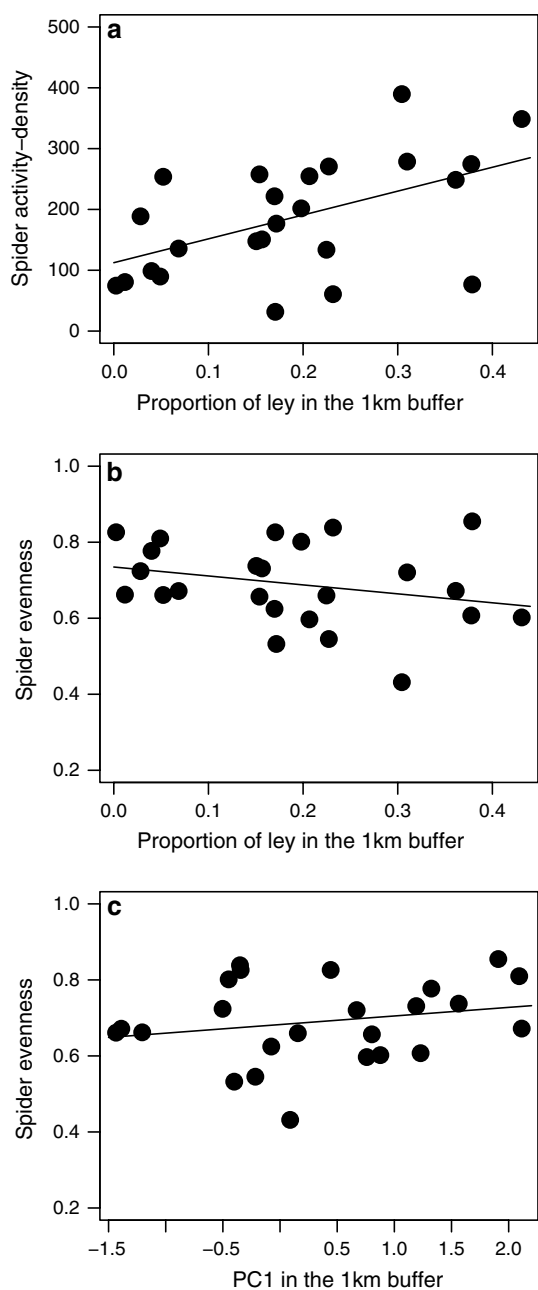 a
500
400
300
200
100
0
Spider activity–density
0.0 0.1 0.2 0.3 0.4
Proportion of ley in the 1km buffer
b
1.0
0.8
0.6
0.4
0.2
Spider evenness
0.0 0.1 0.2 0.3 0.4
Proportion of ley in the 1km buffer
c
1.0
0.8
0.6
0.4
0.2
Spider evenness
−1.5 −0.5 0.5 1.0 1.5 2.0
PC1 in the 1km buffer